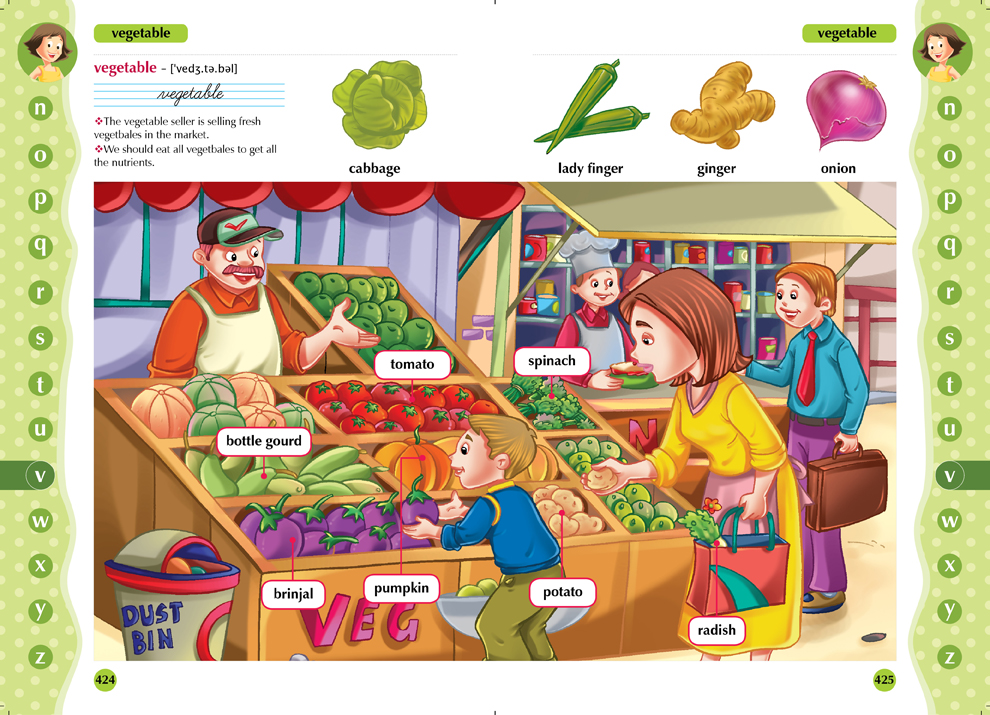 vegetable
vegetable
vegetable – ['vedʒ.tə.bəl]
vegetable
❖The vegetable seller is selling fresh
vegetbales in the market.
❖We should eat all vegetbales to get all
the nutrients.
cabbage
lady finger
ginger
onion
tomato
spinach
bottle gourd
N
brinjal
pumpkin
potato
radish
DUST
BIN
VEG
n
o
p
q
r
s
t
u
v
w
x
y
z
n
o
p
q
r
s
t
u
v
w
x
y
z
424
425